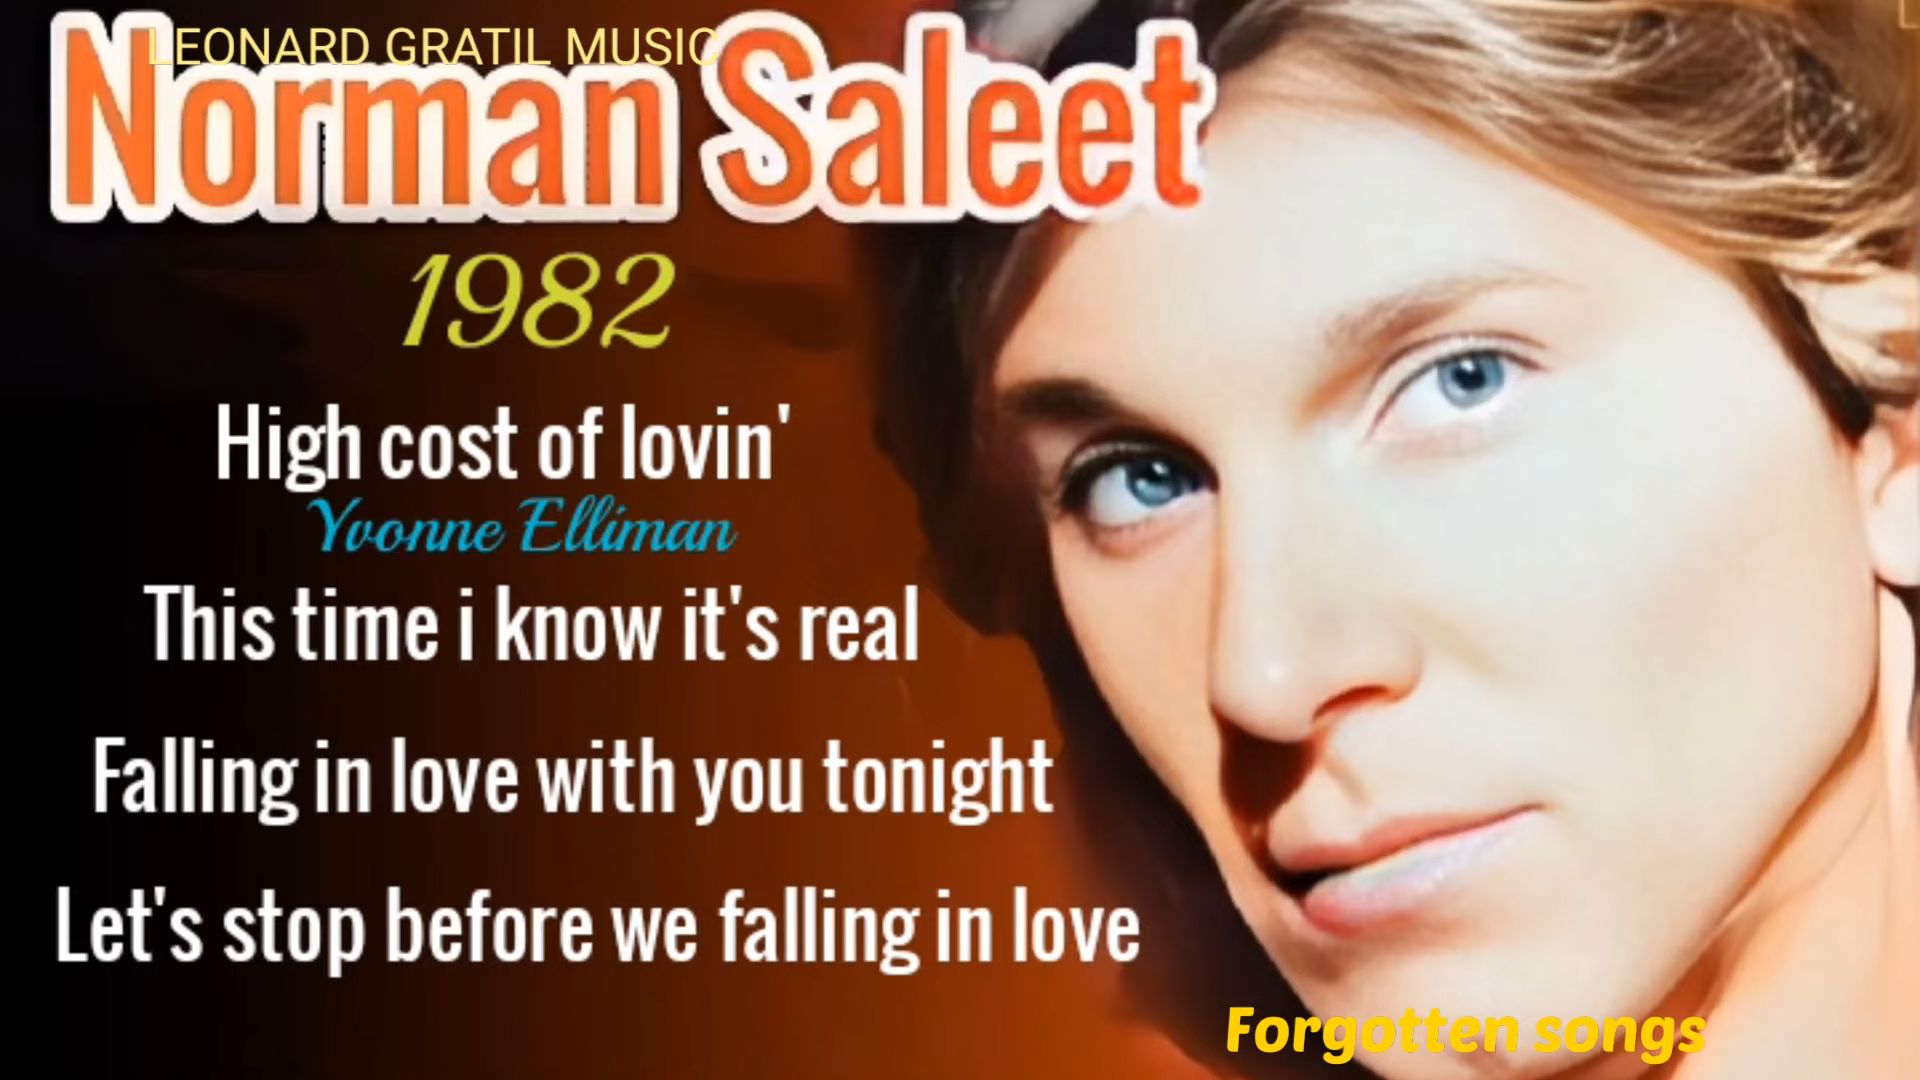 LEONARD GRATIL MUSIC
Norman Saleet
1982
High cost of lovin'
Yvonne Elliman
This time i know it's real
Falling in love with you tonight
Let's stop before we falling in love
Forgotten songs